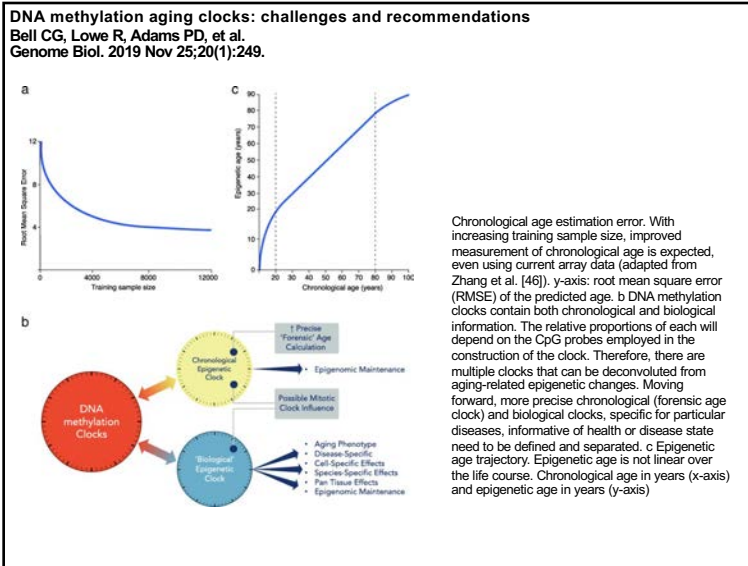 DNA methylation aging clocks: challenges and recommendations
Bell CG, Lowe R, Adams PD, et al.
Genome Biol. 2019 Nov 25;20(1):249.
a
12
8
4
Root Mean Square Error
0
4000
8000
12000
Training sample size
c
90
80
70
60
50
40
30
20
10
0
Epigenetic age (years)
20
30
40
50
60
70
80
90
100
Chronological age (years)
b
DNA
methylation
Clocks
Chronological
Epigenetic
Clock
'Biological'
Epigenetic
Clock
↑ Precise
'Forensic' Age
Calculation
• Epigenomic Maintenance
Possible Mitotic
Clock Influence
• Aging Phenotype
• Disease-Specific
• Cell-Specific Effects
• Species-Specific Effects
• Pan Tissue Effects
• Epigenomic Maintenance
Chronological age estimation error. With
increasing training sample size, improved
measurement of chronological age is expected,
even using current array data (adapted from
Zhang et al. [46]). y-axis: root mean square error
(RMSE) of the predicted age. b DNA methylation
clocks contain both chronological and biological
information. The relative proportions of each will
depend on the CpG probes employed in the
construction of the clock. Therefore, there are
multiple clocks that can be deconvoluted from
aging-related epigenetic changes. Moving
forward, more precise chronological (forensic age
clock) and biological clocks, specific for particular
diseases, informative of health or disease state
need to be defined and separated. c Epigenetic
age trajectory. Epigenetic age is not linear over
the life course. Chronological age in years (x-axis)
and epigenetic age in years (y-axis)